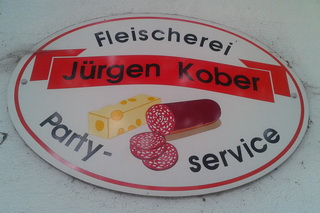 Fleischerei
Jürgen Kober
Party-
service